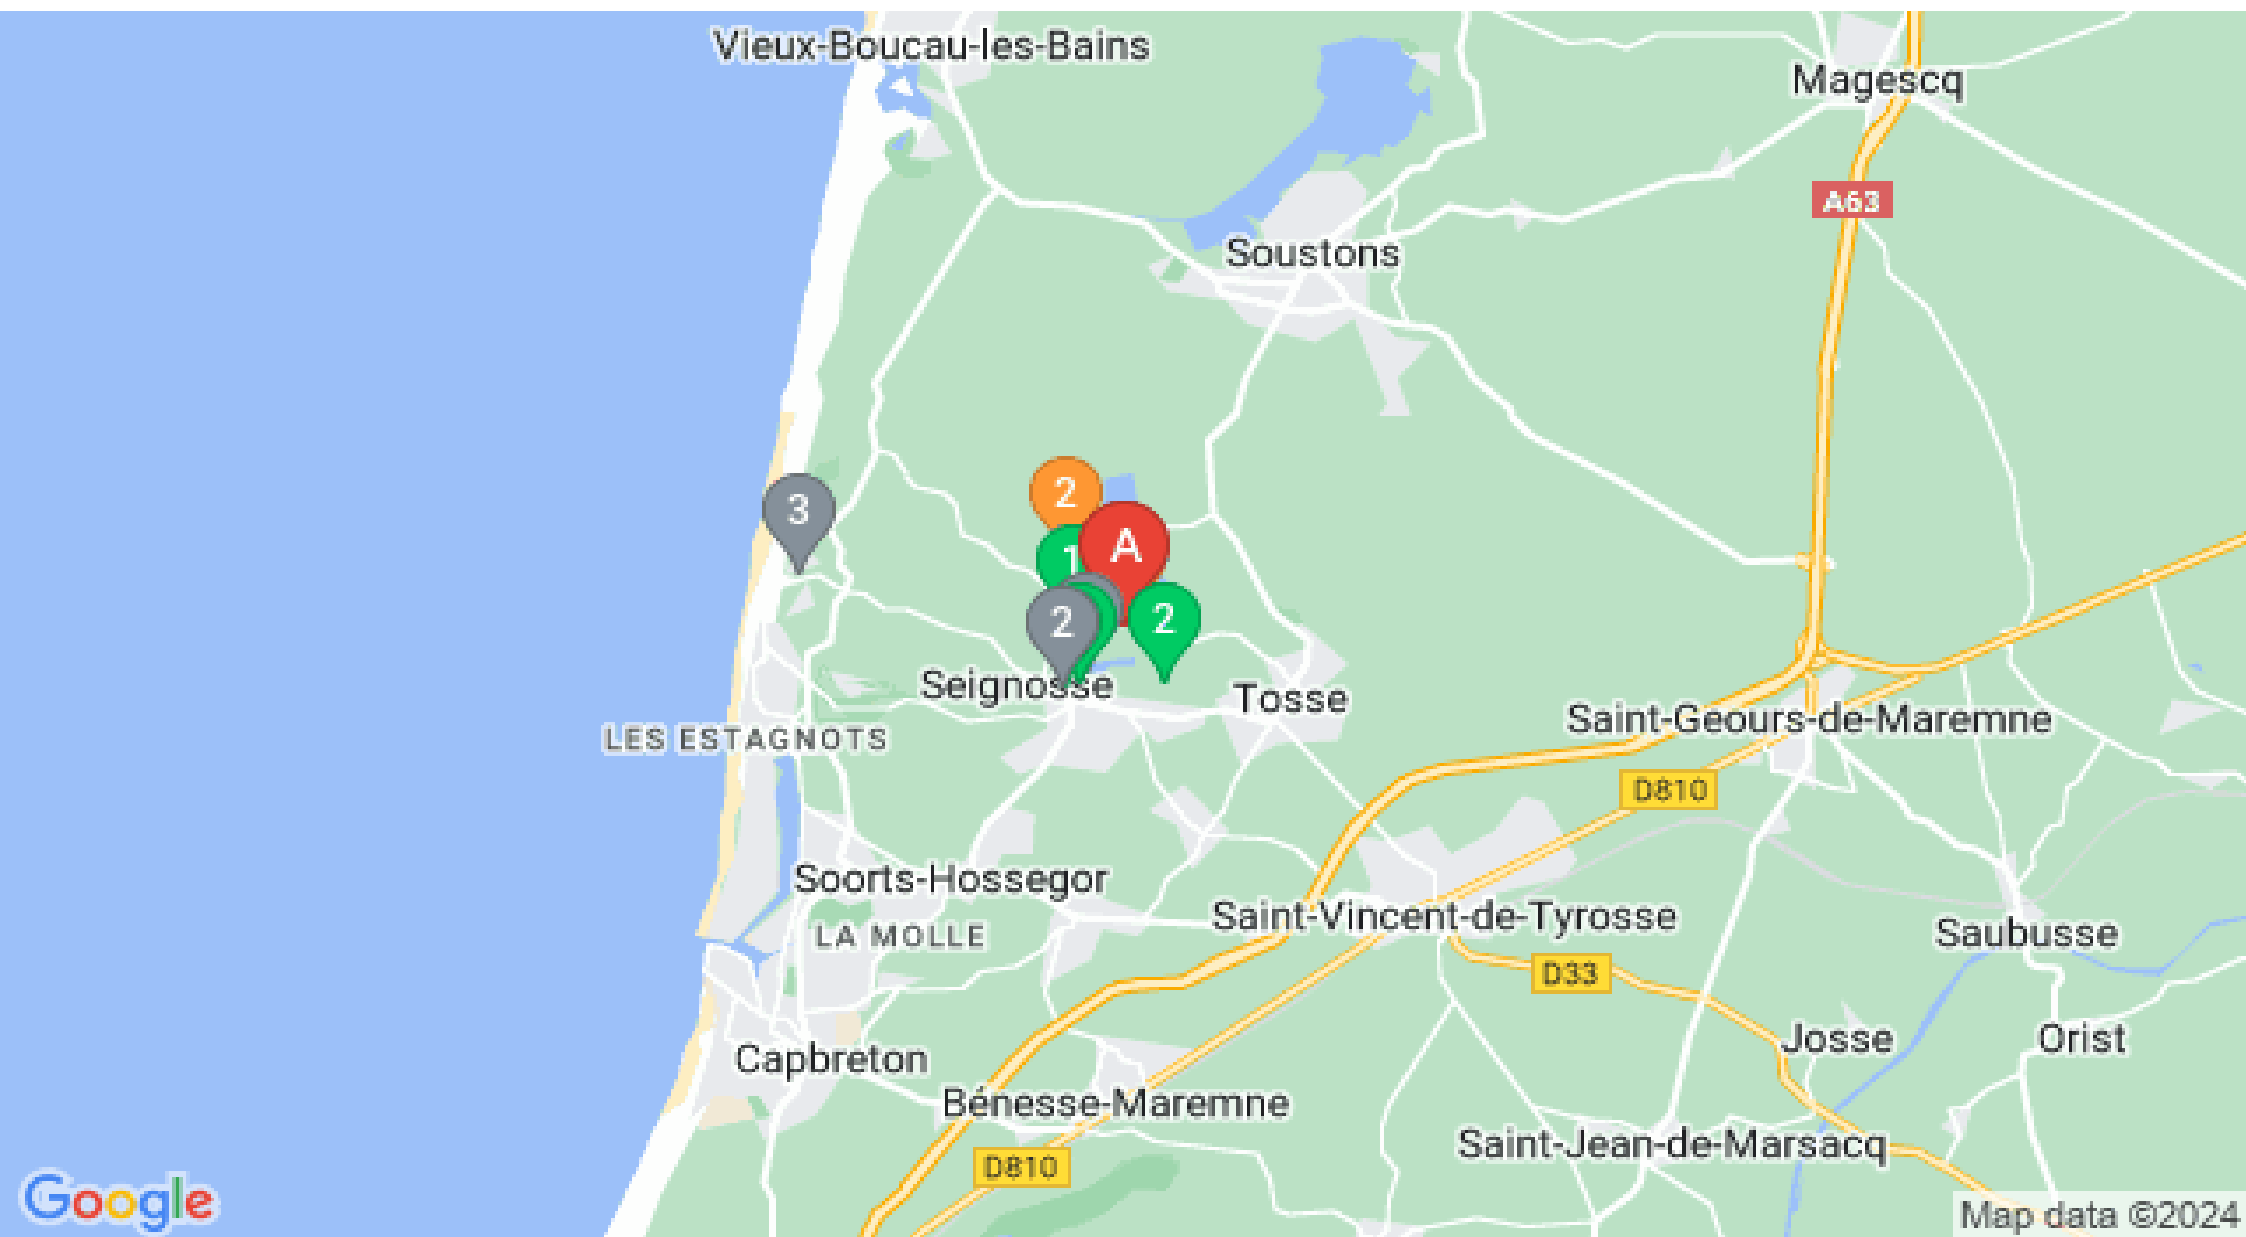 Vieux-Boucau-les-Bains
Magescq
A63
Soustons
2
3
A
1
2
2
Seignosse
Tosse
Saint-Geours-de-Maremne
LES ESTAGNOTS
D810
Soorts-Hossegor
Saint-Vincent-de-Tyrosse
LA MOLLE
Saubusse
D33
Josse
Orist
Capbreton
Bénesse-Maremne
Saint-Jean-de-Marsacq
D810
Google
Map data ©2024